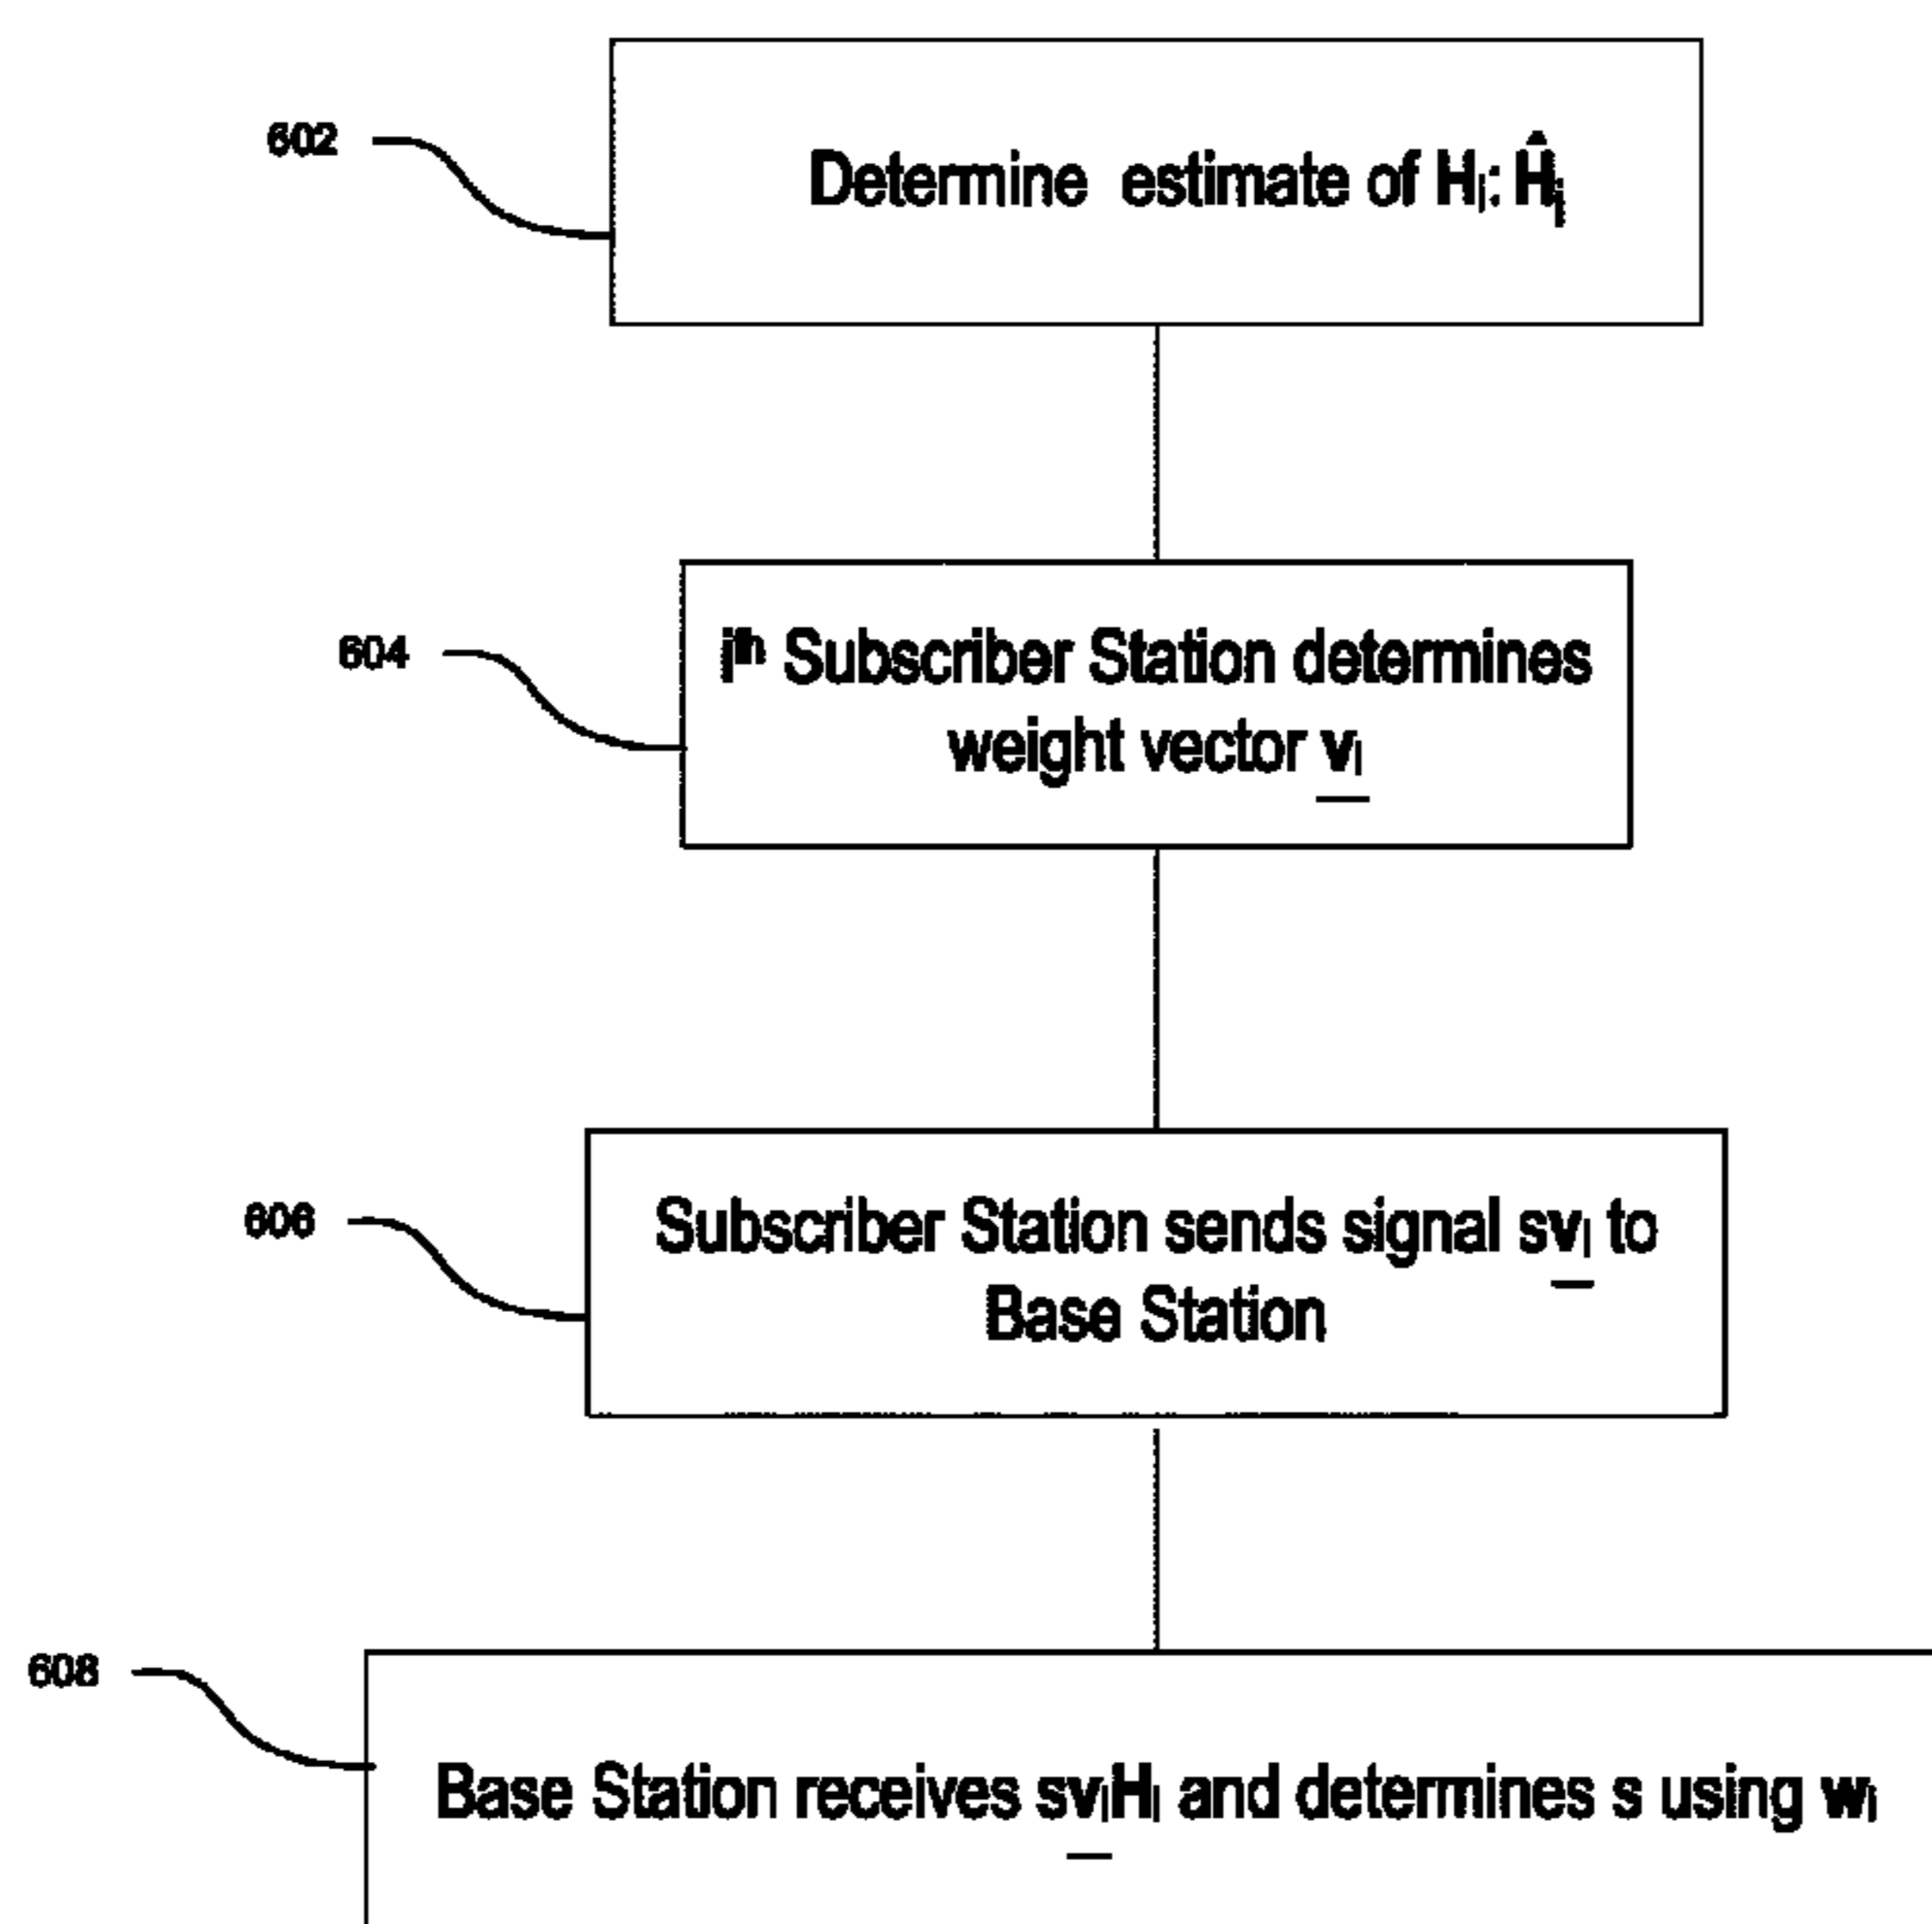 602
Determine estimate of Hᵢ: Ĥᵢ
604
iᵗʰ Subscriber Station determines
weight vector vᵢ
606
Subscriber Station sends signal svᵢ to
Base Station
608
Base Station receives svᵢHᵢ and determines s using wᵢ